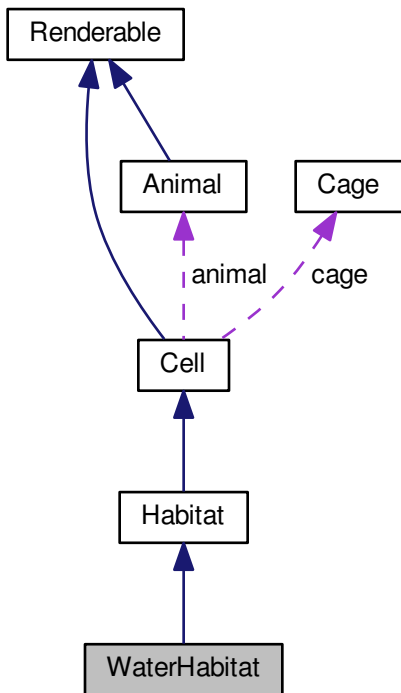 Renderable
Animal
Cage
animal
cage
Cell
Habitat
WaterHabitat